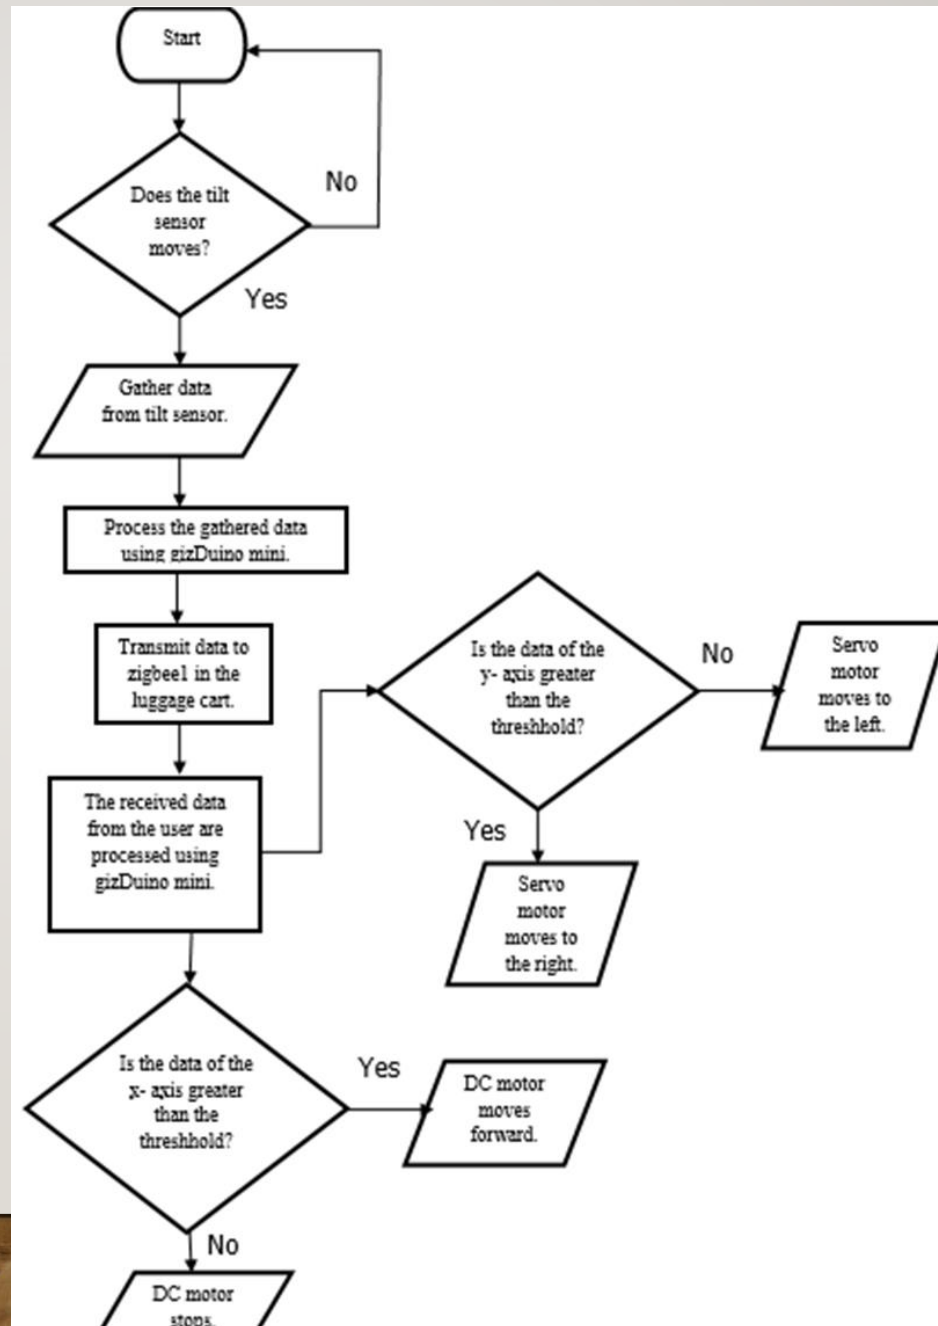 Start
No
Does the tilt
sensor
moves?
Yes
Gather data
from tilt sensor.
Process the gathered data
using gizDuino mini.
Transmit data to
zigbee1 in the
luggage cart.
Is the data of the
y- axis greater
than the
threshhold?
No
Servo
motor
moves to
the left.
The received data
from the user are
processed using
gizDuino mini.
Yes
Servo
motor
moves to
the right.
Is the data of the
x- axis greater
than the
threshhold?
Yes
DC motor
moves
forward.
No
DC motor
stops.